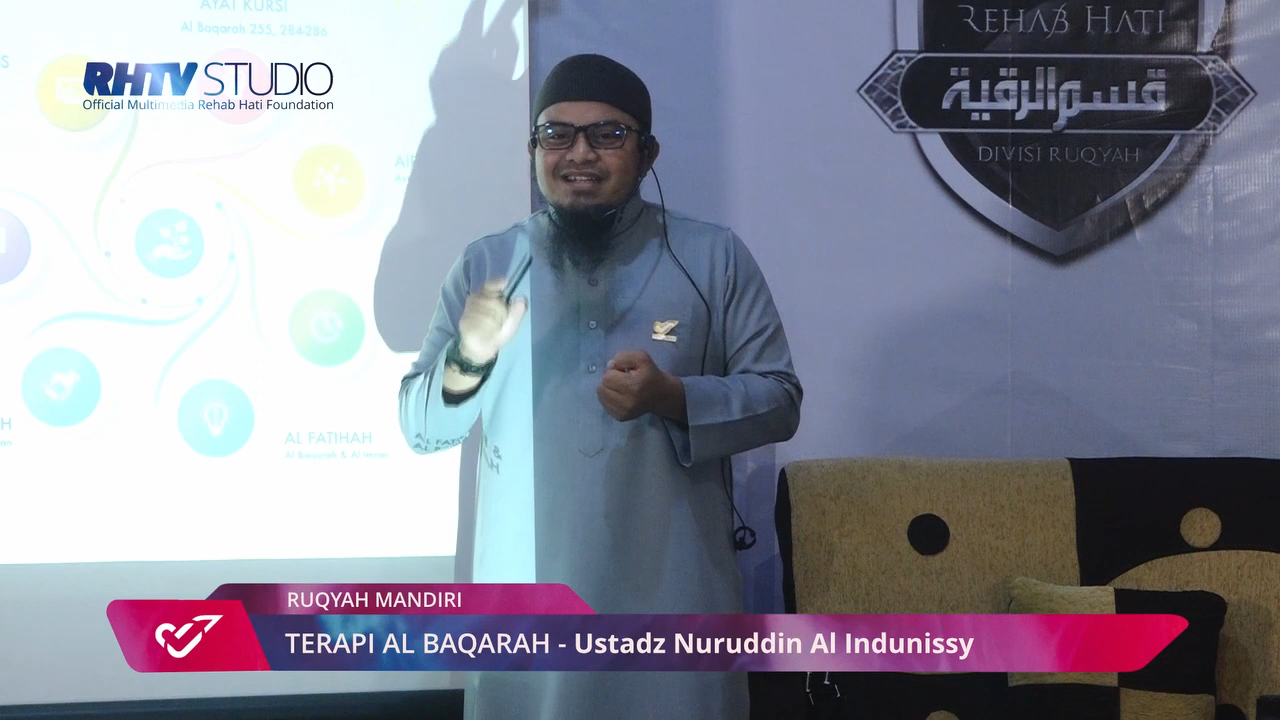 AYAT KURSI
Al Baqarah 255, 284-286
RHTV STUDIO
Official Multimedia Rehab Hati Foundation
REHAB HATI
قسم الرقية
DIVISI RUQYAH
AL FATIHAH
Al Baqarah & Al Imran
RUQYAH MANDIRI
TERAPI AL BAQARAH - Ustadz Nuruddin Al Indunissy